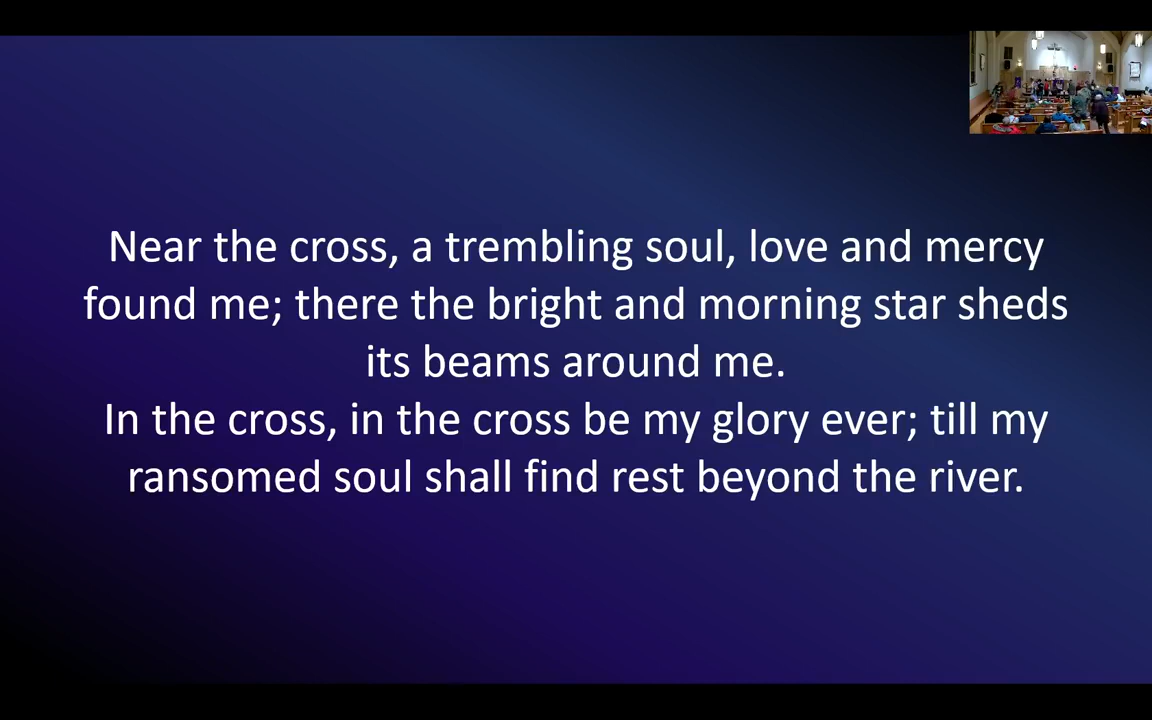 Near the cross, a trembling soul, love and mercy
found me; there the bright and morning star sheds
its beams around me.
In the cross, in the cross be my glory ever; till my
ransomed soul shall find rest beyond the river.